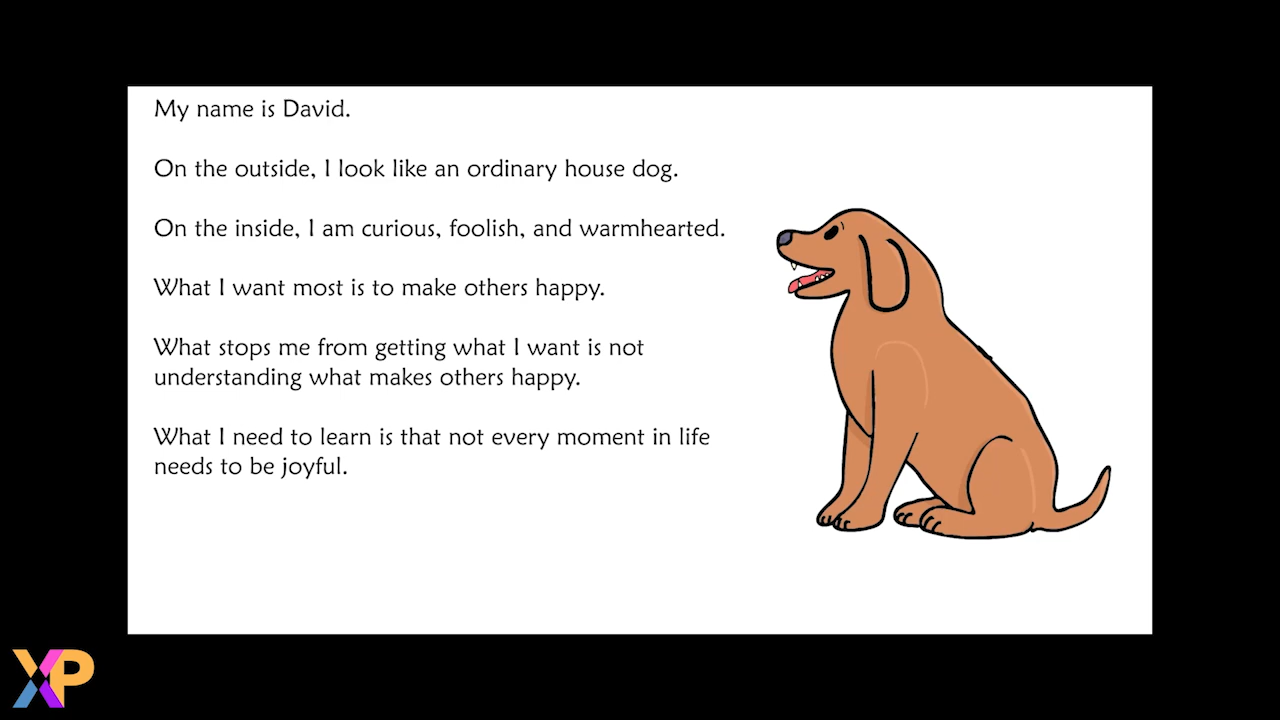 My name is David.
On the outside, I look like an ordinary house dog.
On the inside, I am curious, foolish, and warmhearted.
What I want most is to make others happy.
What stops me from getting what I want is not
understanding what makes others happy.
What I need to learn is that not every moment in life
needs to be joyful.
XP